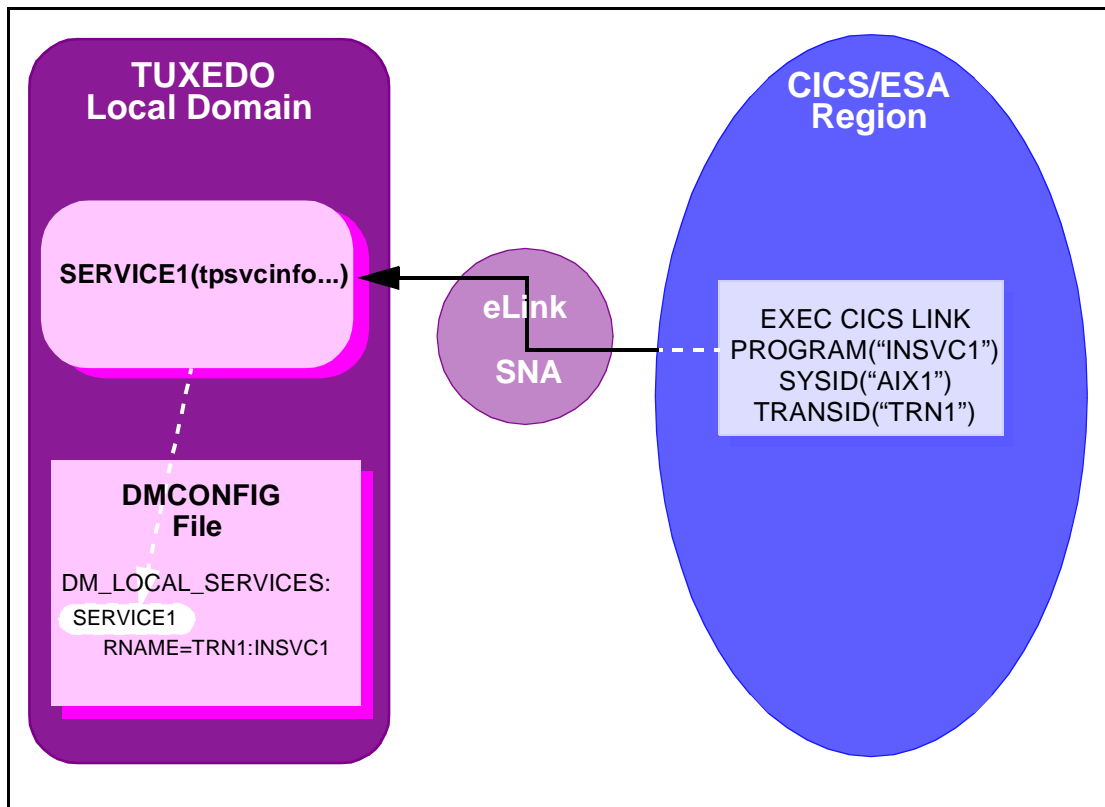 TUXEDO
Local Domain
SERVICE1(tpsvcinfo...)
DMCONFIG
File
DM_LOCAL_SERVICES:
SERVICE1
RNAME=TRN1:INSVC1
eLink
SNA
CICS/ESA
Region
EXEC CICS LINK
PROGRAM(“INSVC1”)
SYSID(“AIX1”)
TRANSID(“TRN1”)